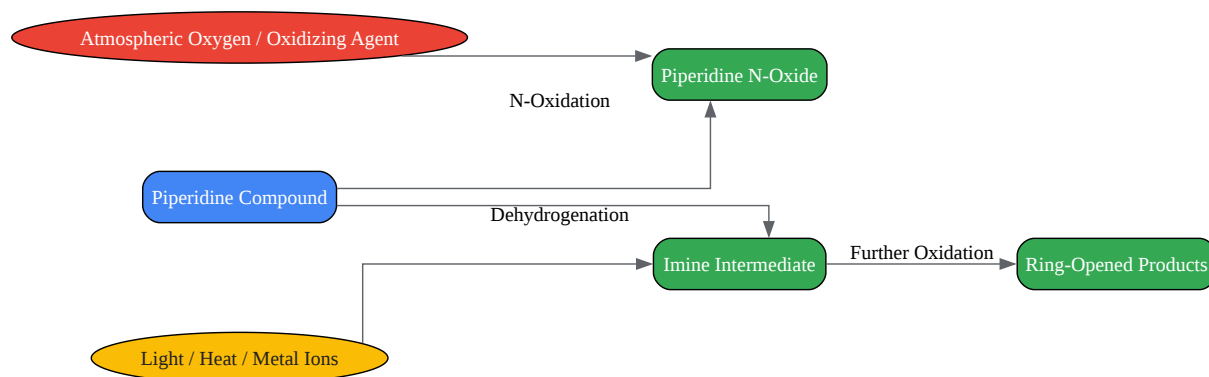 Atmospheric Oxygen / Oxidizing Agent
Piperidine N-Oxide
N-Oxidation
Piperidine Compound
Dehydrogenation
Imine Intermediate
Further Oxidation
Ring-Opened Products
Light / Heat / Metal Ions